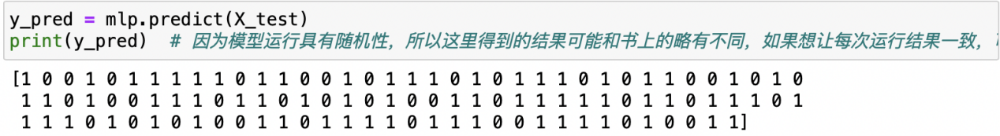 y_pred = mlp.predict(X_test)
print(y_pred)  # 因为模型运行具有随机性，所以这里得到的结果可能和书上的略有不同，如果想让每次运行结果一致，
[1 0 0 1 0 1 1 1 1 1 0 1 1 0 0 1 0 1 1 1 0 1 0 1 1 1 0 1 0 1 1 0 0 1 0 1 0
1 1 0 1 0 0 1 1 1 0 1 1 0 1 0 1 0 1 0 0 1 1 0 1 1 1 1 1 0 1 1 0 1 1 1 0 1
1 1 1 0 1 0 1 0 1 0 0 1 1 0 1 1 1 1 0 1 1 1 0 0 1 1 1 1 0 1 0 0 1 1]